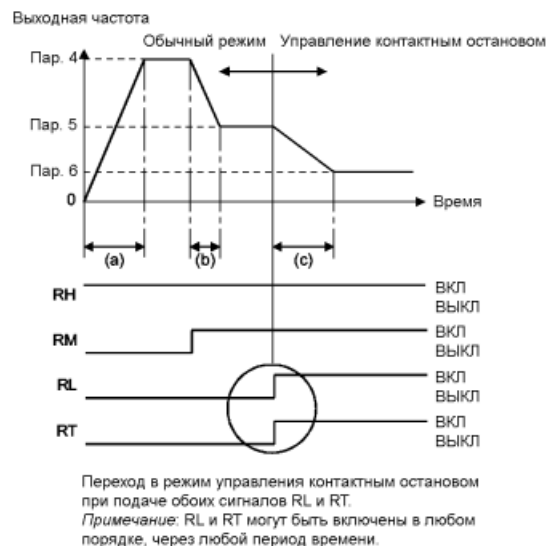 Выходная частота
Обычный режим Управление контактным остановом
Пар. 4
Пар. 5
Пар. 6
0
Время
(a) (b) (c)
RH ВКЛ
ВЫКЛ
RM ВКЛ
ВЫКЛ
RL ВКЛ
ВЫКЛ
RT ВКЛ
ВЫКЛ
Переход в режим управления контактным остановом
при подаче обоих сигналов RL и RT.
Примечание: RL и RT могут быть включены в любом
порядке, через любой период времени.